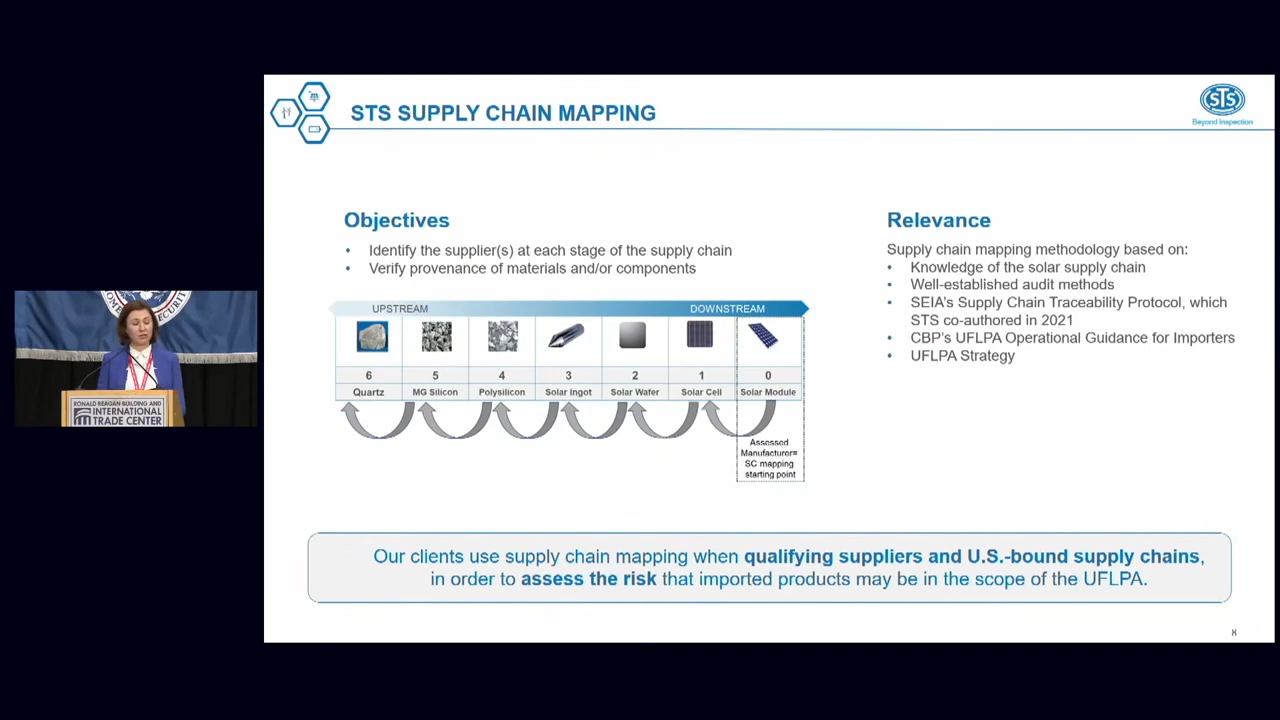 STS SUPPLY CHAIN MAPPING
STS
Beyond Inspection
Objectives
• Identify the supplier(s) at each stage of the supply chain
• Verify provenance of materials and/or components
UPSTREAM DOWNSTREAM
6 5 4 3 2 1 0
Quartz MG Silicon Polysilicon Solar Ingot Solar Wafer Solar Cell Solar Module
Assessed
Manufacturer=
SC mapping
starting point
Relevance
Supply chain mapping methodology based on:
• Knowledge of the solar supply chain
• Well-established audit methods
• SEIA's Supply Chain Traceability Protocol, which
STS co-authored in 2021
• CBP's UFLPA Operational Guidance for Importers
• UFLPA Strategy
Our clients use supply chain mapping when qualifying suppliers and U.S.-bound supply chains,
in order to assess the risk that imported products may be in the scope of the UFLPA.
8
RONALD REAGAN BUILDING AND
INTERNATIONAL
TRADE CENTER